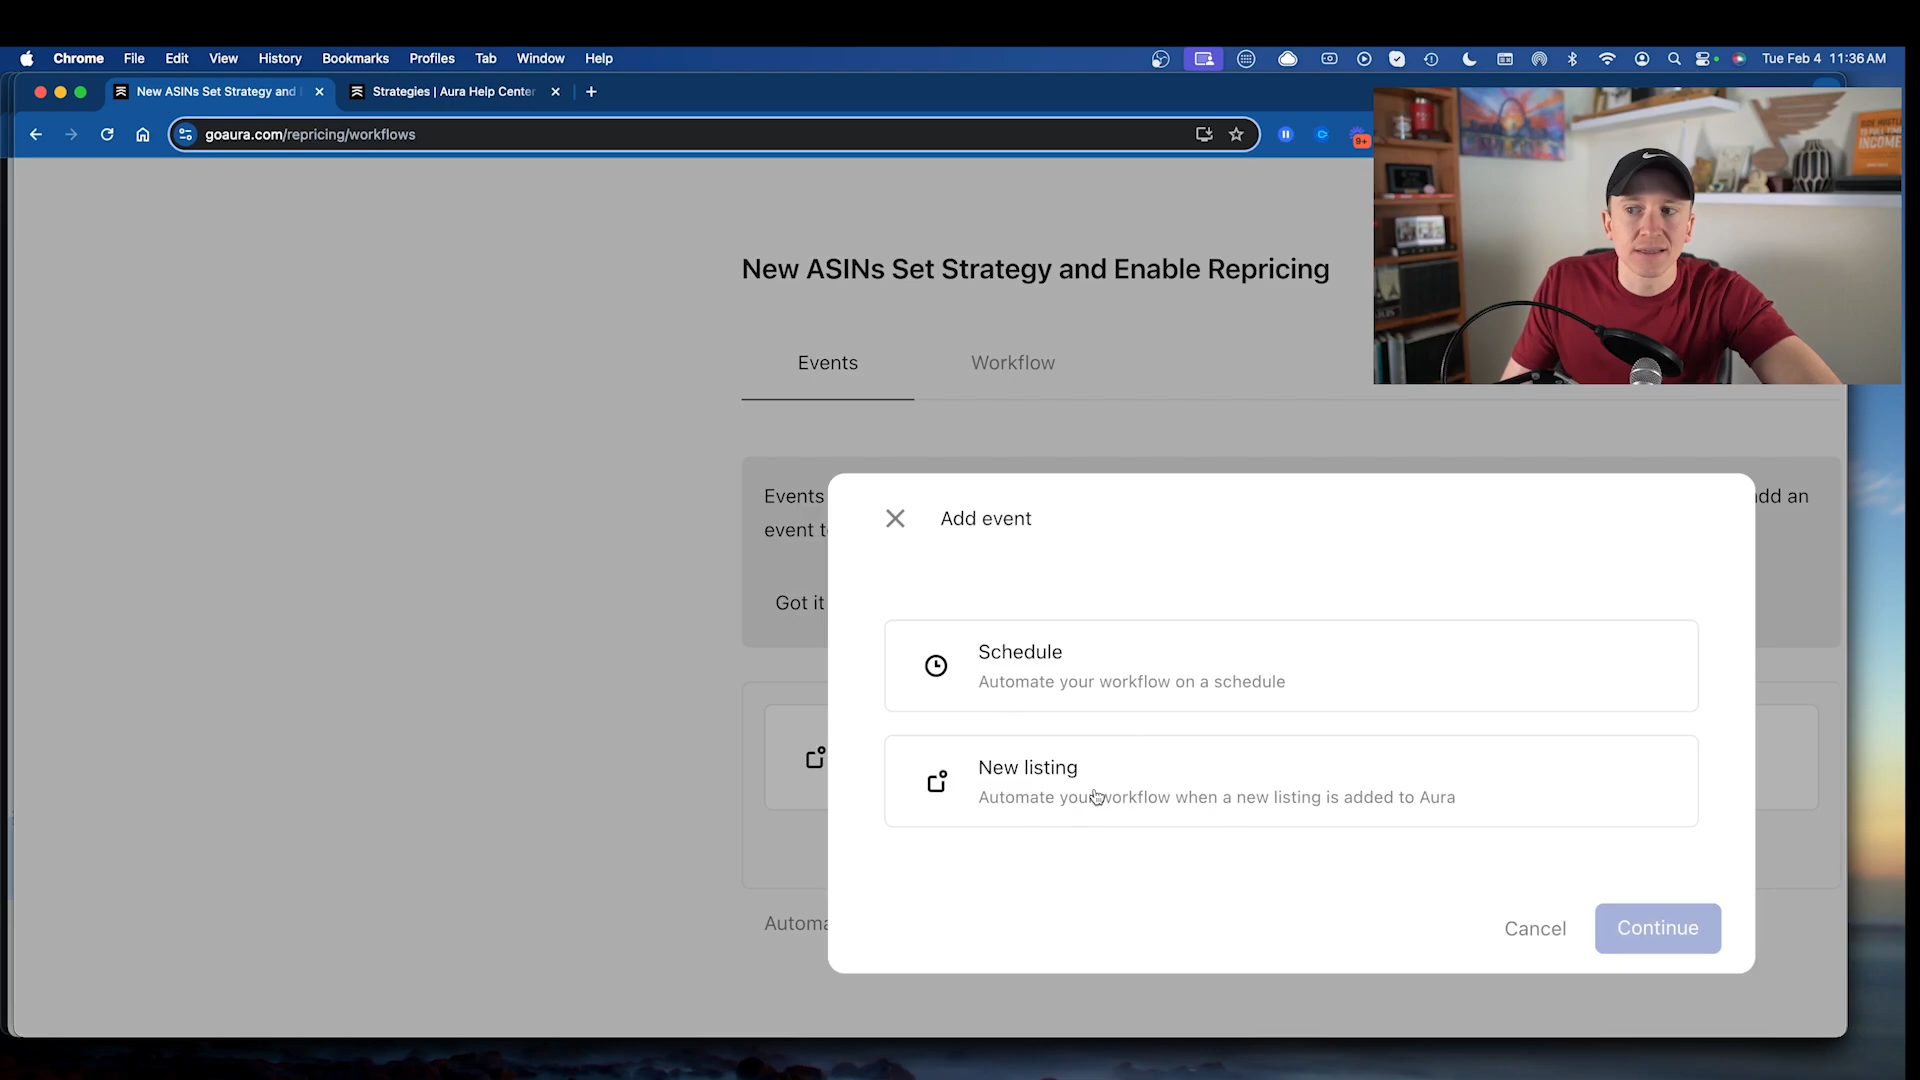 Chrome File Edit View History Bookmarks Profiles Tab Window Help
Tue Feb 4 11:36 AM
New ASINs Set Strategy and
Strategies | Aura Help Center
goaura.com/repricing/workflows
9+
SIDE HUSTLE
INCOME
New ASINs Set Strategy and Enable Repricing
Events Workflow
Events
dd an
event t
Got it
Add event
Schedule
Automate your workflow on a schedule
New listing
Automate your workflow when a new listing is added to Aura
Automa
Cancel Continue